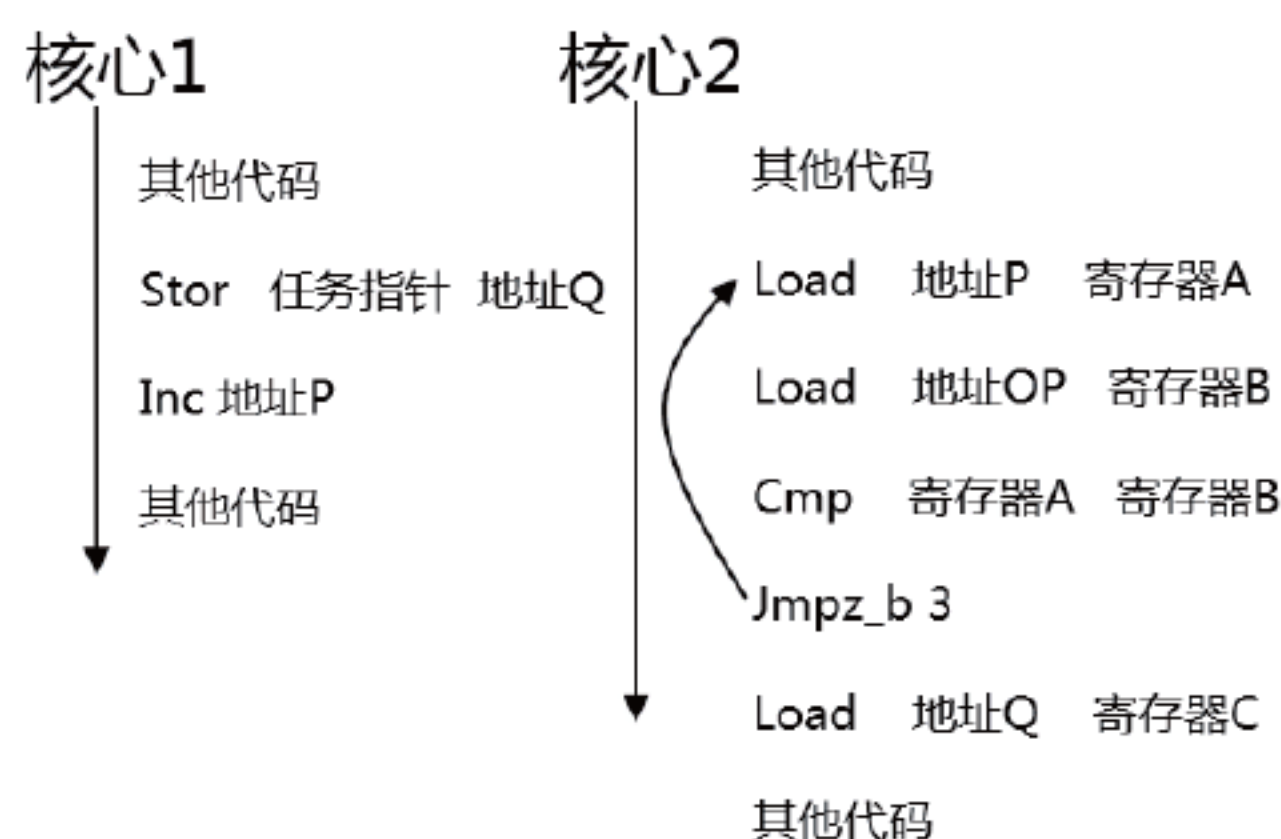 核心1
其他代码
Stor 任务指针 地址Q
Inc 地址P
其他代码
核心2
其他代码
Load 地址P 寄存器A
Load 地址OP 寄存器B
Cmp 寄存器A 寄存器B
Jmpz_b 3
Load 地址Q 寄存器C
其他代码